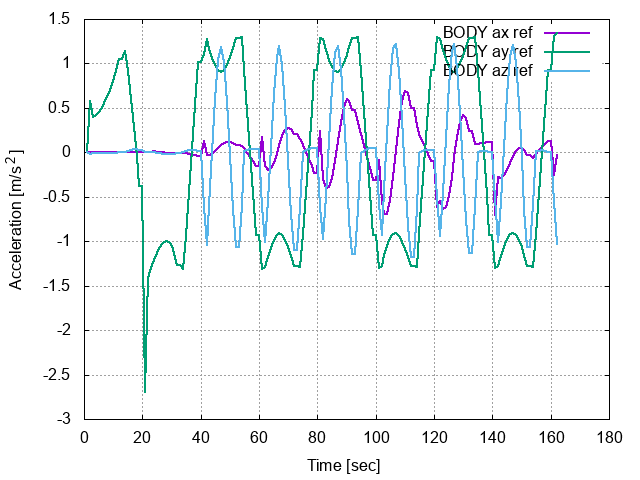 BODY ax ref
BODY ay ref
BODY az ref
1.5
1
0.5
0
-0.5
-1
-1.5
-2
-2.5
-3
Acceleration [m/s²]
0 20 40 60 80 100 120 140 160 180
Time [sec]